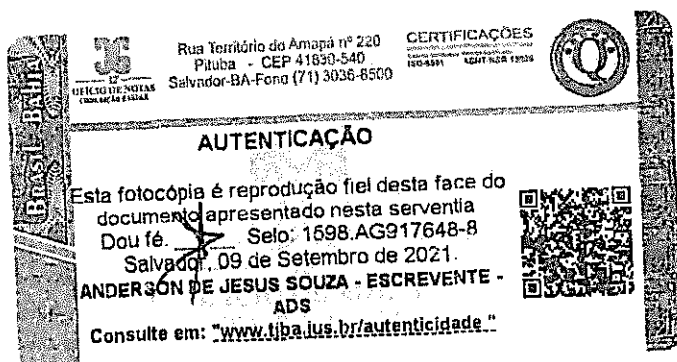 BRASIL - BAHIA
12º
OFÍCIO DE NOTAS
Rua Território do Amapá nº 220
Pituba - CEP 41830-540
Salvador-BA-Fone (71) 3036-8500
CERTIFICAÇÕES
AUTENTICAÇÃO
Esta fotocópia é reprodução fiel desta face do
documento apresentado nesta serventia
Dou fé. Selo: 1598.AG917648-8
Salvador, 09 de Setembro de 2021.
ANDERSON DE JESUS SOUZA - ESCREVENTE -
ADS
Consulte em: "www.tjba.jus.br/autenticidade "